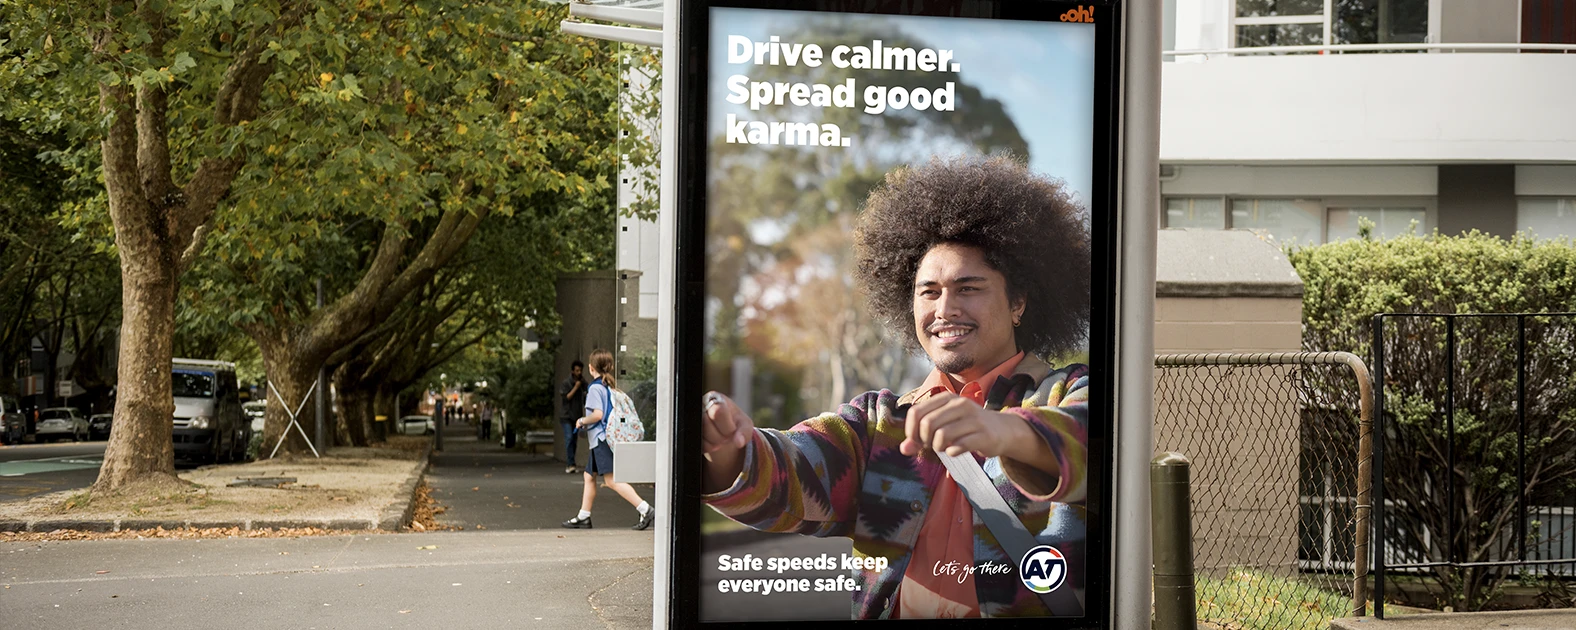 oh!
Drive calmer.
Spread good
karma.
Safe speeds keep
everyone safe.
Let's go there
AT